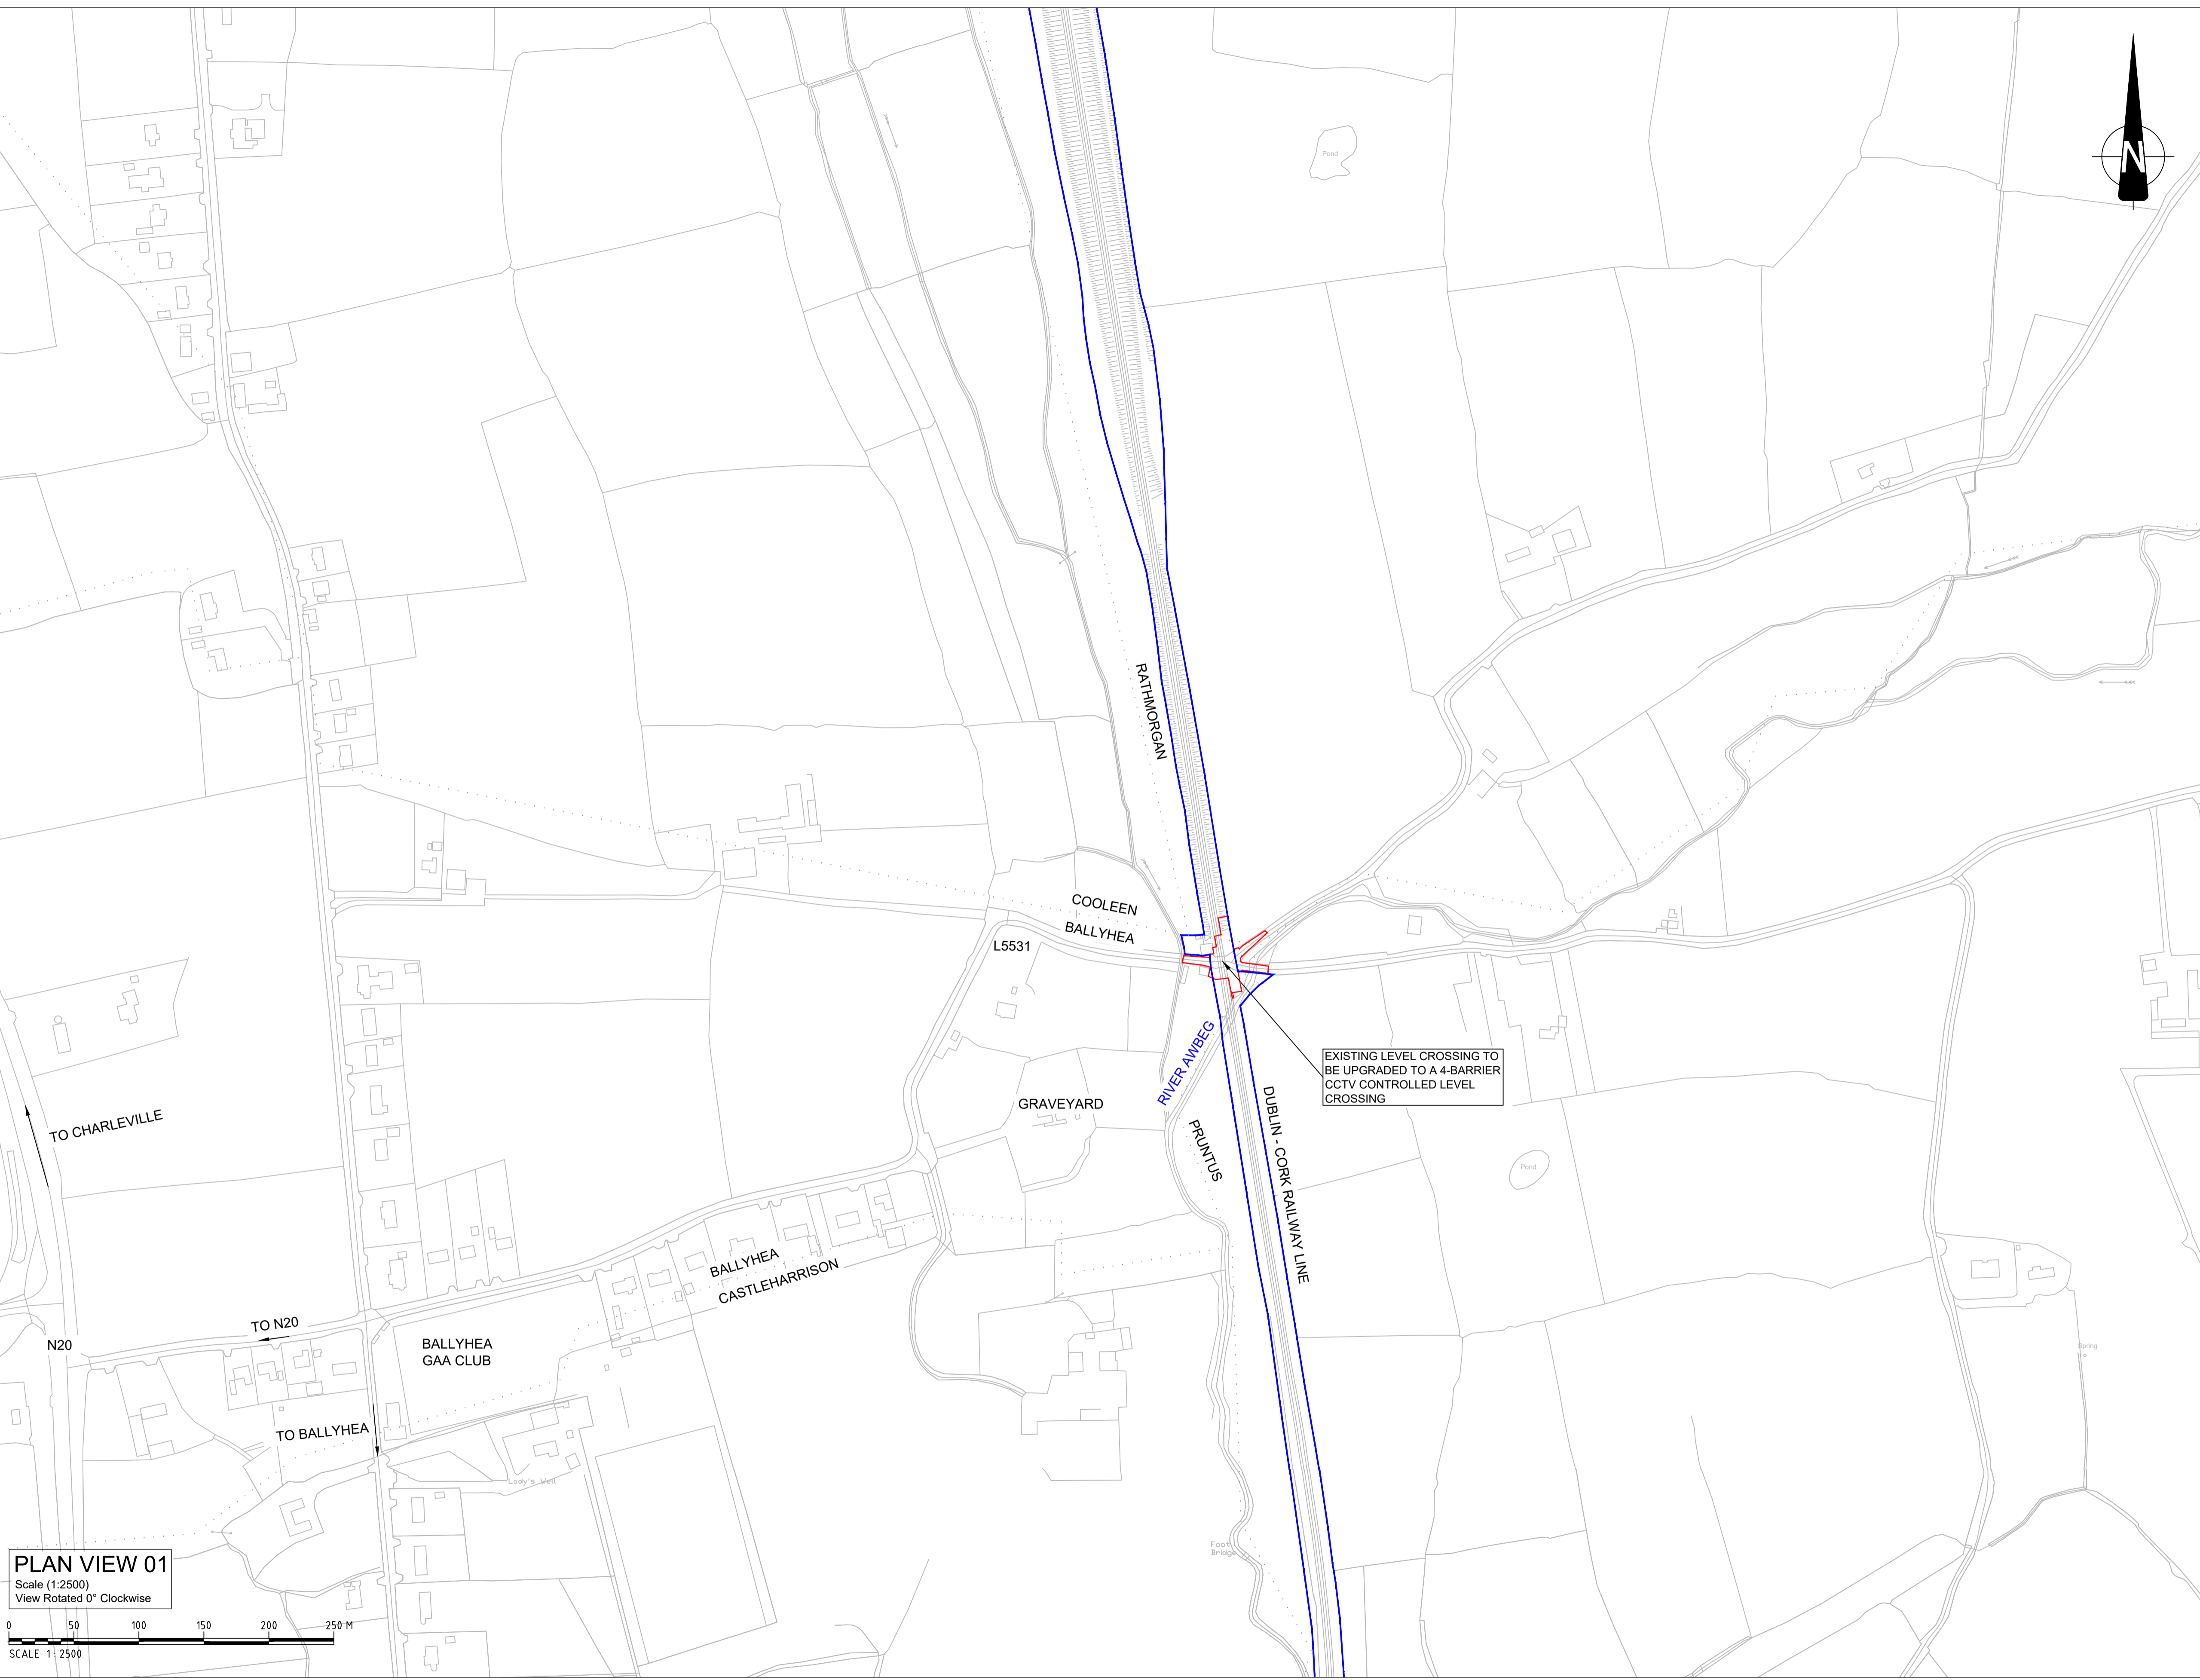 N
Pond
RATHMORGAN
COOLEEN
BALLYHEA
L5531
RIVER AWBEG
EXISTING LEVEL CROSSING TO
BE UPGRADED TO A 4-BARRIER
CCTV CONTROLLED LEVEL
CROSSING
GRAVEYARD
TO CHARLEVILLE
PRUNTUS
DUBLIN - CORK RAILWAY LINE
Pond
BALLYHEA
CASTLEHARRISON
TO N20
N20
BALLYHEA
GAA CLUB
Spring
TO BALLYHEA
Lady's Well
Foot
Bridge
PLAN VIEW 01
Scale (1:2500)
View Rotated 0° Clockwise
0 50 100 150 200 250 M
SCALE 1:2500